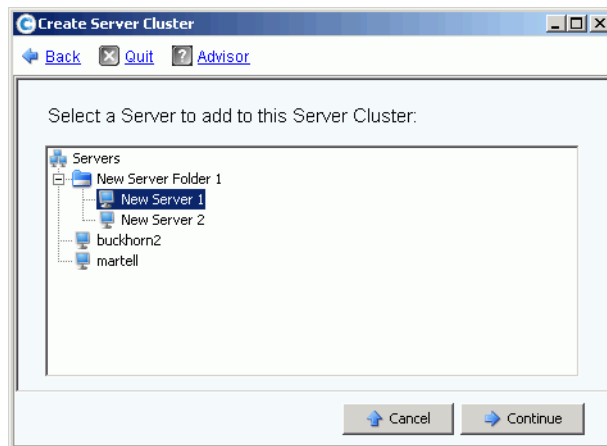 Create Server Cluster
Back Quit Advisor
Select a Server to add to this Server Cluster:
Servers
New Server Folder 1
New Server 1
New Server 2
buckhorn2
martell
Cancel Continue